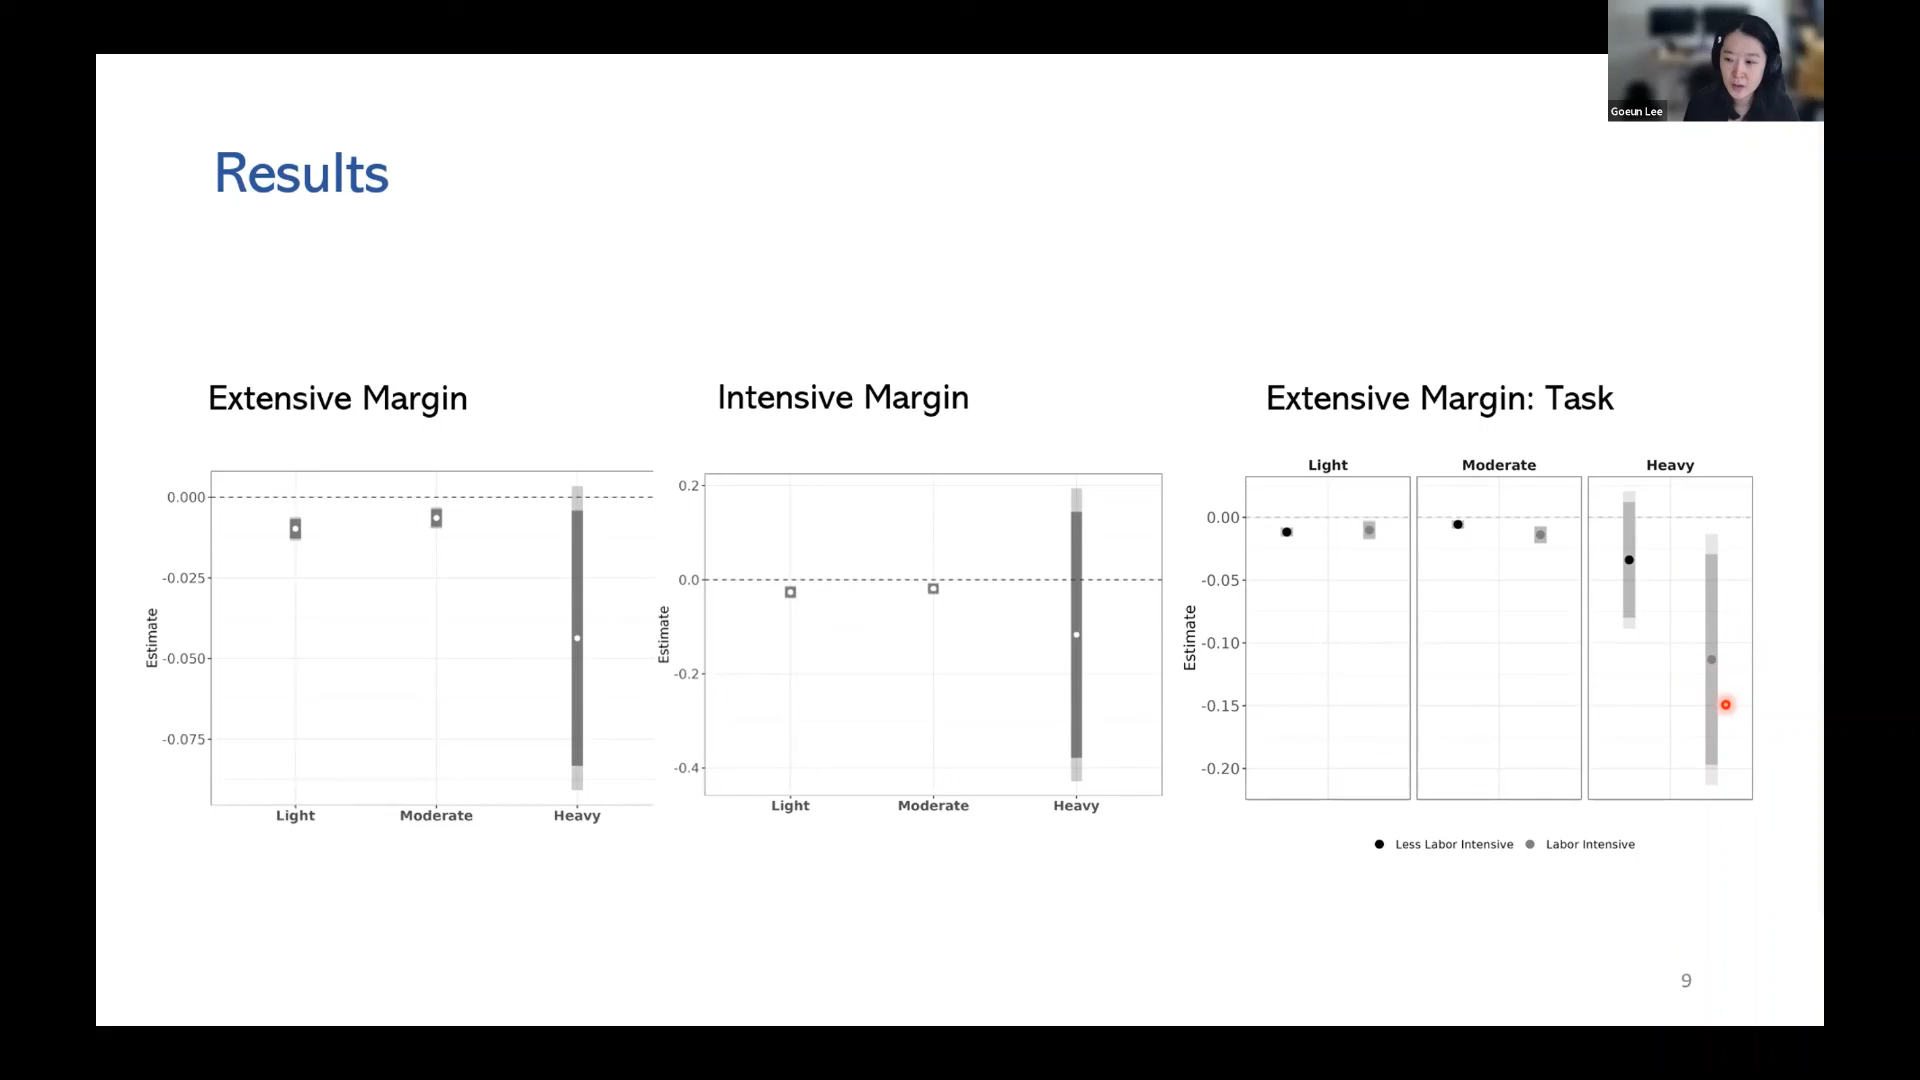 Goeun Lee
Results
Extensive Margin
Intensive Margin
Extensive Margin: Task
0.000
-0.025
-0.050
-0.075
Estimate
Light Moderate Heavy
0.2
0.0
-0.2
-0.4
Estimate
Light Moderate Heavy
Light Moderate Heavy
0.00
-0.05
-0.10
-0.15
-0.20
Estimate
Less Labor Intensive Labor Intensive
9